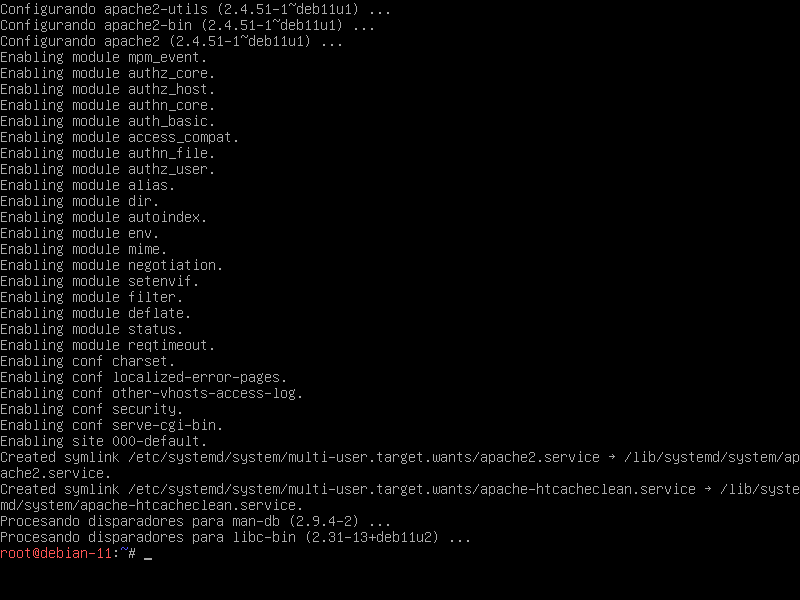 Configurando apache2-utils (2.4.51-1~deb11u1) ...
Configurando apache2-bin (2.4.51-1~deb11u1) ...
Configurando apache2 (2.4.51-1~deb11u1) ...
Enabling module mpm_event.
Enabling module authz_core.
Enabling module authz_host.
Enabling module authn_core.
Enabling module auth_basic.
Enabling module access_compat.
Enabling module authn_file.
Enabling module authz_user.
Enabling module alias.
Enabling module dir.
Enabling module autoindex.
Enabling module env.
Enabling module mime.
Enabling module negotiation.
Enabling module setenvif.
Enabling module filter.
Enabling module deflate.
Enabling module status.
Enabling module reqtimeout.
Enabling conf charset.
Enabling conf localized-error-pages.
Enabling conf other-vhosts-access-log.
Enabling conf security.
Enabling conf serve-cgi-bin.
Enabling site 000-default.
Created symlink /etc/systemd/system/multi-user.target.wants/apache2.service → /lib/systemd/system/ap
ache2.service.
Created symlink /etc/systemd/system/multi-user.target.wants/apache-htcacheclean.service → /lib/syste
md/system/apache-htcacheclean.service.
Procesando disparadores para man-db (2.9.4-2) ...
Procesando disparadores para libc-bin (2.31-13+deb11u2) ...
root@debian-11:~# _